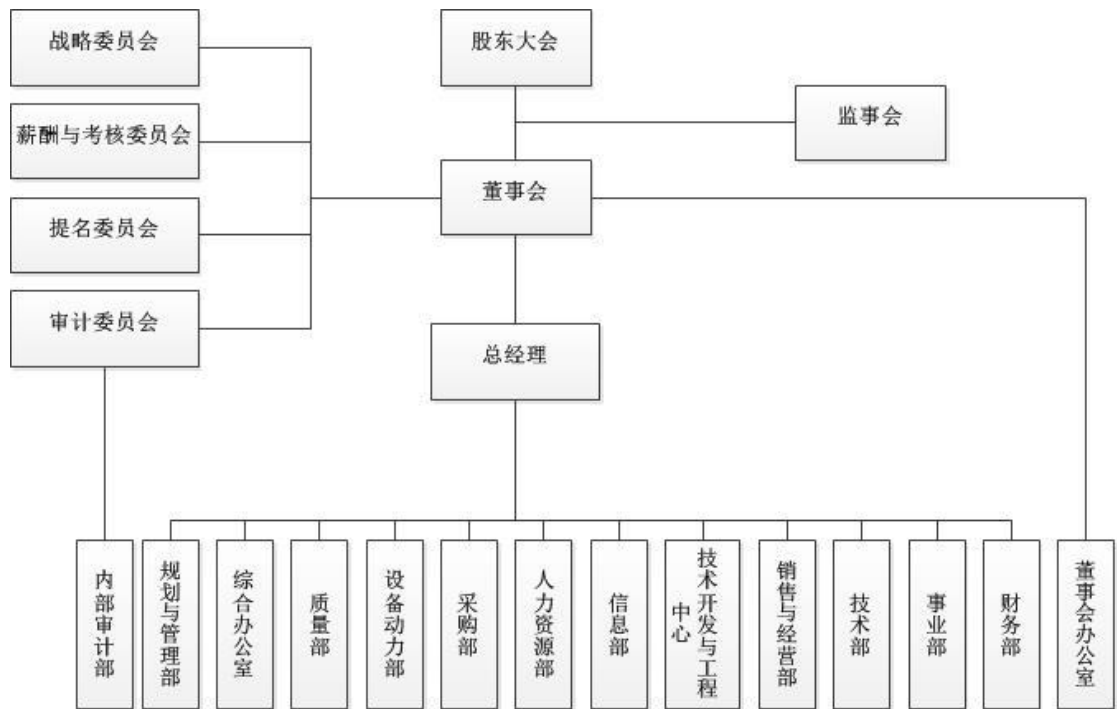 战略委员会
股东大会
薪酬与考核委员会
监事会
提名委员会
董事会
审计委员会
总经理
内部审计部
规划与管理部
综合办公室
质量部
设备动力部
采购部
人力资源部
信息部
技术开发与工程
中心
销售与经营部
技术部
事业部
财务部
董事会办公室